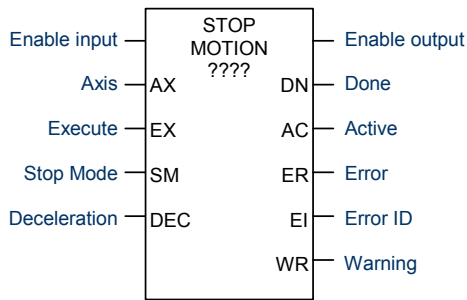 STOP
MOTION
????
Enable input
Enable output
Axis AX DN Done
Execute EX AC Active
Stop Mode SM ER Error
Deceleration DEC EI Error ID
WR Warning